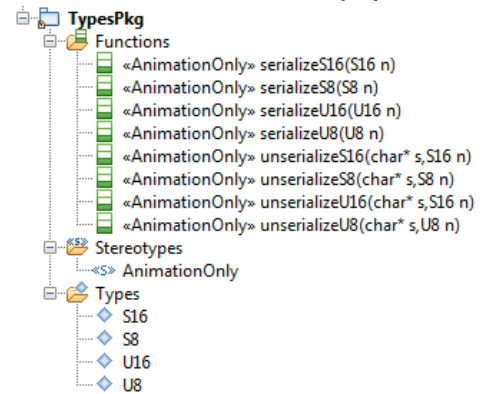 TypesPkg
Functions
«AnimationOnly» serializeS16(S16 n)
«AnimationOnly» serializeS8(S8 n)
«AnimationOnly» serializeU16(U16 n)
«AnimationOnly» serializeU8(U8 n)
«AnimationOnly» unserializeS16(char* s,S16 n)
«AnimationOnly» unserializeS8(char* s,S8 n)
«AnimationOnly» unserializeU16(char* s,S16 n)
«AnimationOnly» unserializeU8(char* s,U8 n)
«S» Stereotypes
«S» AnimationOnly
Types
S16
S8
U16
U8